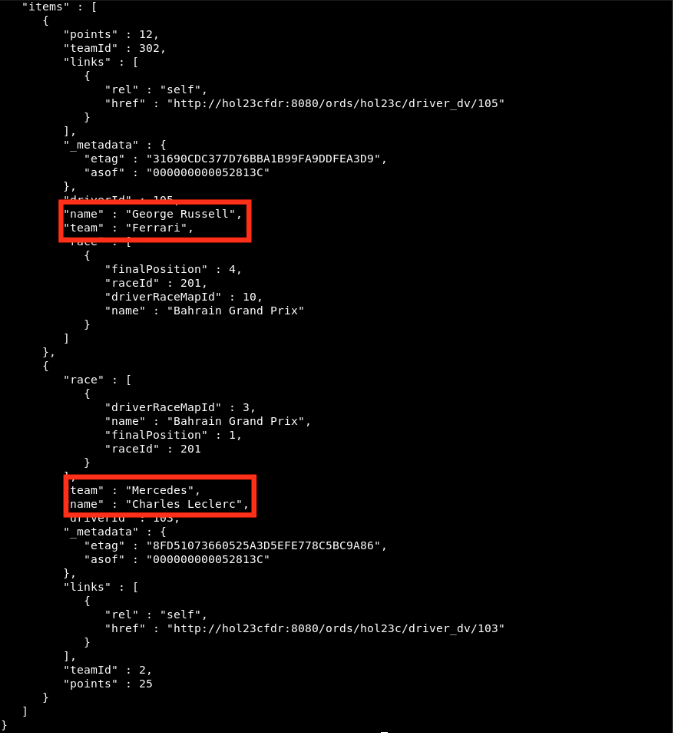 "items" : [
{
"points" : 12,
"teamId" : 302,
"links" : [
{
"rel" : "self",
"href" : "http://hol23cfdr:8080/ords/hol23c/driver_dv/105"
}
],
"_metadata" : {
"etag" : "31690CDC377D76BBA1B99FA9DDFEA3D9",
"asof" : "000000000052813C"
},
"driverId" : 105,
"name" : "George Russell",
"team" : "Ferrari",
"race" : [
{
"finalPosition" : 4,
"raceId" : 201,
"driverRaceMapId" : 10,
"name" : "Bahrain Grand Prix"
}
]
},
{
"race" : [
{
"driverRaceMapId" : 3,
"name" : "Bahrain Grand Prix",
"finalPosition" : 1,
"raceId" : 201
}
],
"team" : "Mercedes",
"name" : "Charles Leclerc",
"driverId" : 103,
"_metadata" : {
"etag" : "8FD51073660525A3D5EFE778C5BC9A86",
"asof" : "000000000052813C"
},
"links" : [
{
"rel" : "self",
"href" : "http://hol23cfdr:8080/ords/hol23c/driver_dv/103"
}
],
"teamId" : 2,
"points" : 25
}
]
}